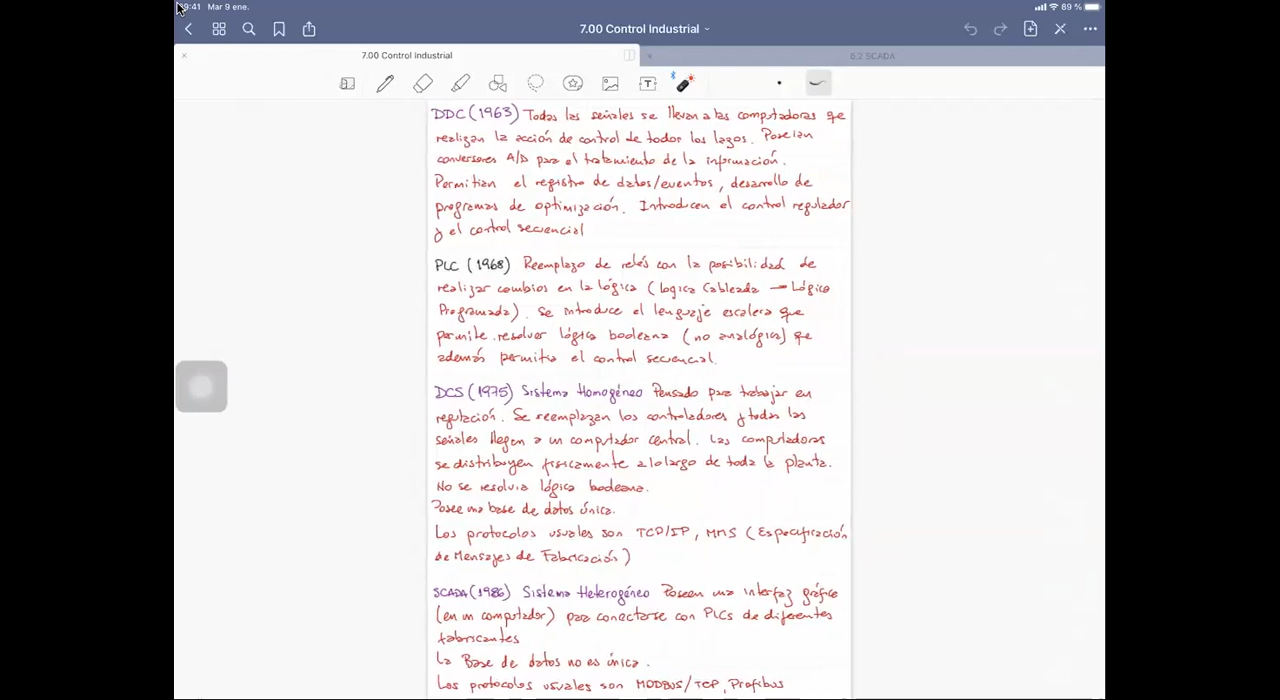 9:41 Mar 9 ene.
69 %
7.00 Control Industrial
7.00 Control Industrial
6.2 SCADA
DDC (1963) Todas las señales se llevan a las computadoras que
realizan la acción de control de todos los lazos. Poseían
conversores A/D para el tratamiento de la información.
Permitían el registro de datos/eventos, desarrollo de
programas de optimización. Introducen el control regulador
y el control secuencial
PLC (1968) Reemplazo de relés con la posibilidad de
realizar cambios en la lógica (Logica Cableada → Lógica
Programada). Se introduce el lenguaje escalera que
permite resolver lógica booleana (no analógica) que
además permitía el control secuencial.
DCS (1975) Sistema Homogéneo Pensado para trabajar en
regulación. Se reemplazan los controladores y todas las
señales llegan a un computador central. Las computadoras
se distribuyen físicamente a lo largo de toda la planta.
No se resolvía lógica booleana.
Posee una base de datos única.
Los protocolos usuales son TCP/IP, MMS (Especificación
de Mensajes de Fabricación)
SCADA (1986) Sistema Heterogéneo Poseen una interfaz gráfica
(en un computador) para conectarse con PLCs de diferentes
fabricantes
La Base de datos no es única.
Los protocolos usuales son MODBUS/TCP, Profibus